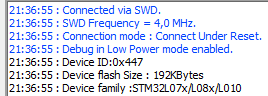 21:36:55 : Connected via SWD.
21:36:55 : SWD Frequency = 4,0 MHz.
21:36:55 : Connection mode : Connect Under Reset.
21:36:55 : Debug in Low Power mode enabled.
21:36:55 : Device ID:0x447
21:36:55 : Device flash Size : 192KBytes
21:36:55 : Device family :STM32L07x/L08x/L010